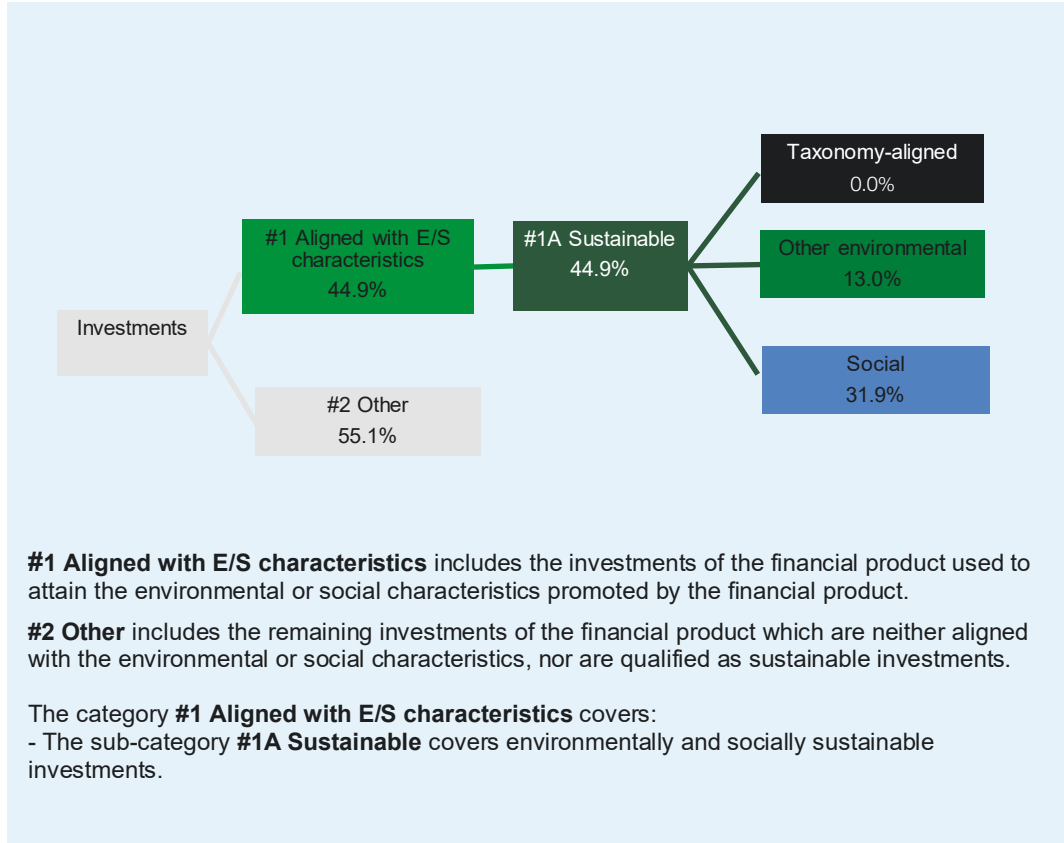 Taxonomy-aligned
0.0%
#1 Aligned with E/S
characteristics
44.9%
#1A Sustainable
44.9%
Other environmental
13.0%
Investments
Social
31.9%
#2 Other
55.1%
#1 Aligned with E/S characteristics includes the investments of the financial product used to
attain the environmental or social characteristics promoted by the financial product.
#2 Other includes the remaining investments of the financial product which are neither aligned
with the environmental or social characteristics, nor are qualified as sustainable investments.
The category #1 Aligned with E/S characteristics covers:
- The sub-category #1A Sustainable covers environmentally and socially sustainable
investments.